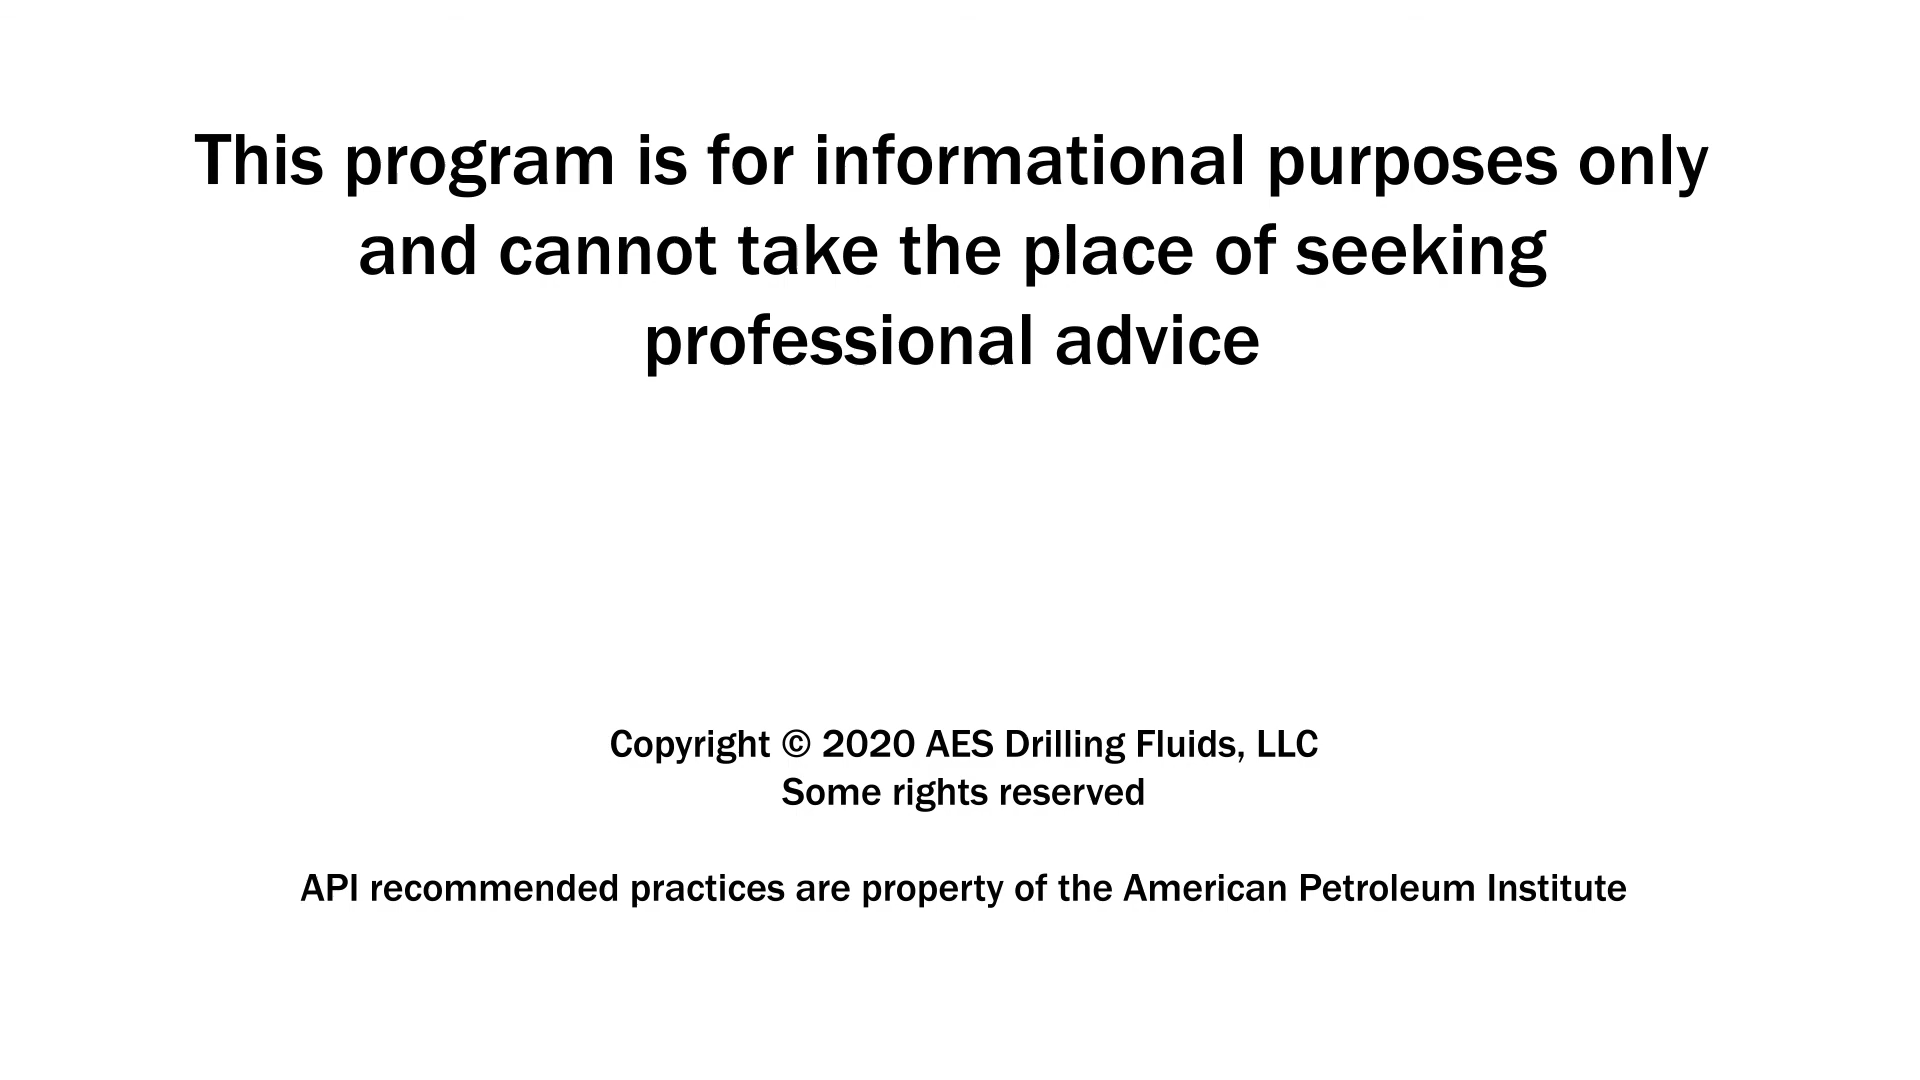 This program is for informational purposes only
and cannot take the place of seeking
professional advice
Copyright © 2020 AES Drilling Fluids, LLC
Some rights reserved
API recommended practices are property of the American Petroleum Institute